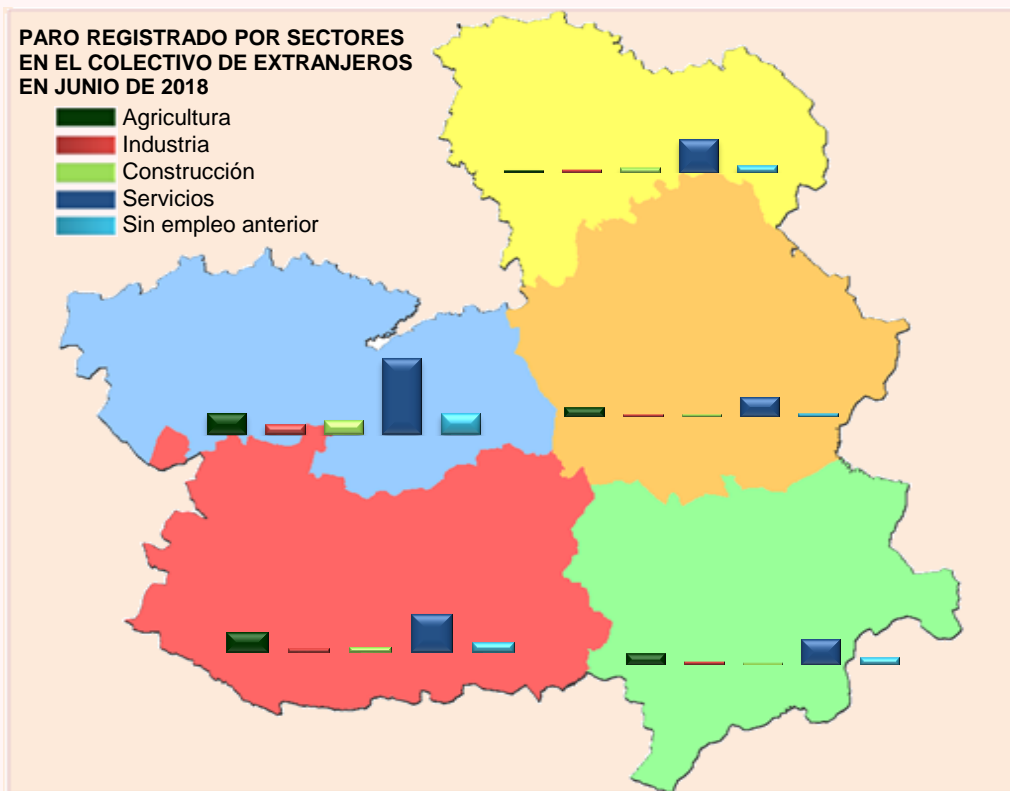 PARO REGISTRADO POR SECTORES
EN EL COLECTIVO DE EXTRANJEROS
EN JUNIO DE 2018
Agricultura
Industria
Construcción
Servicios
Sin empleo anterior